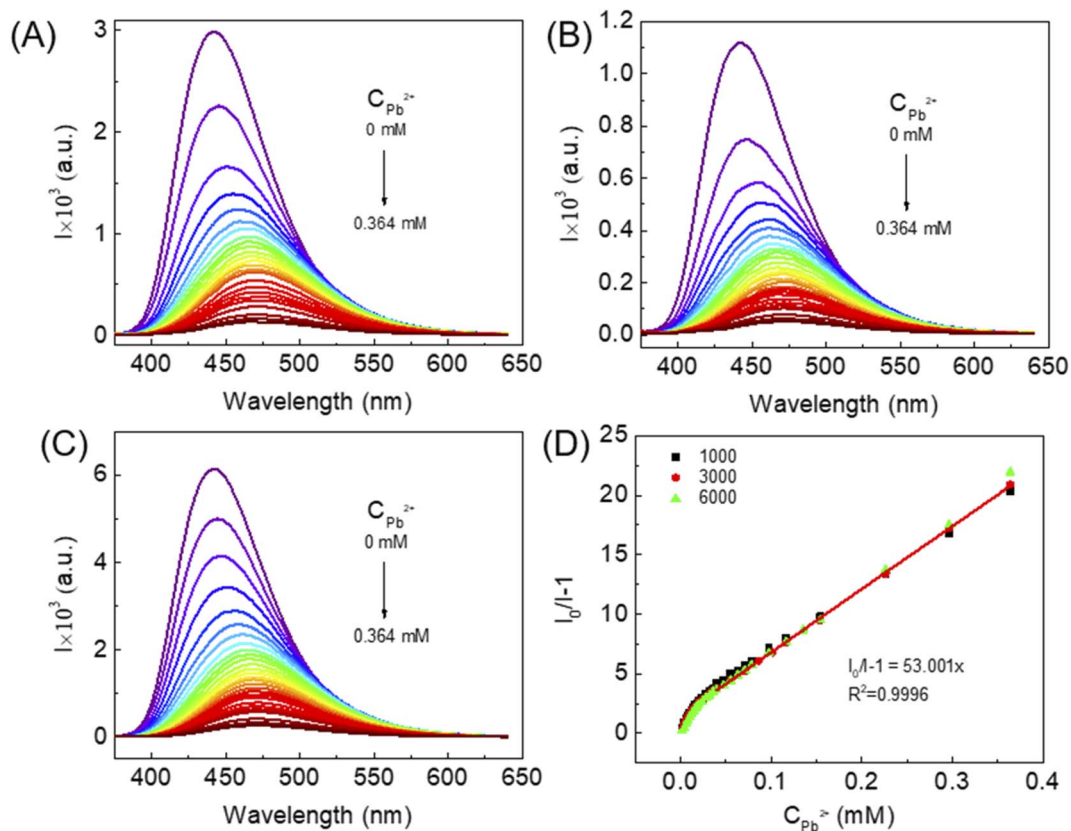 (A)
3
2
1
0
I×10³ (a.u.)
C_Pb²⁺
0 mM
0.364 mM
400 450 500 550 600 650
Wavelength (nm)
(B)
1.2
1.0
0.8
0.6
0.4
0.2
0.0
I×10³ (a.u.)
C_Pb²⁺
0 mM
0.364 mM
400 450 500 550 600 650
Wavelength (nm)
(C)
6
4
2
0
I×10³ (a.u.)
C_Pb²⁺
0 mM
0.364 mM
400 450 500 550 600 650
Wavelength (nm)
(D)
25
20
15
10
5
0
I₀/I-1
1000
3000
6000
I₀/I-1 = 53.001x
R²=0.9996
0.0 0.1 0.2 0.3 0.4
C_Pb²⁺ (mM)